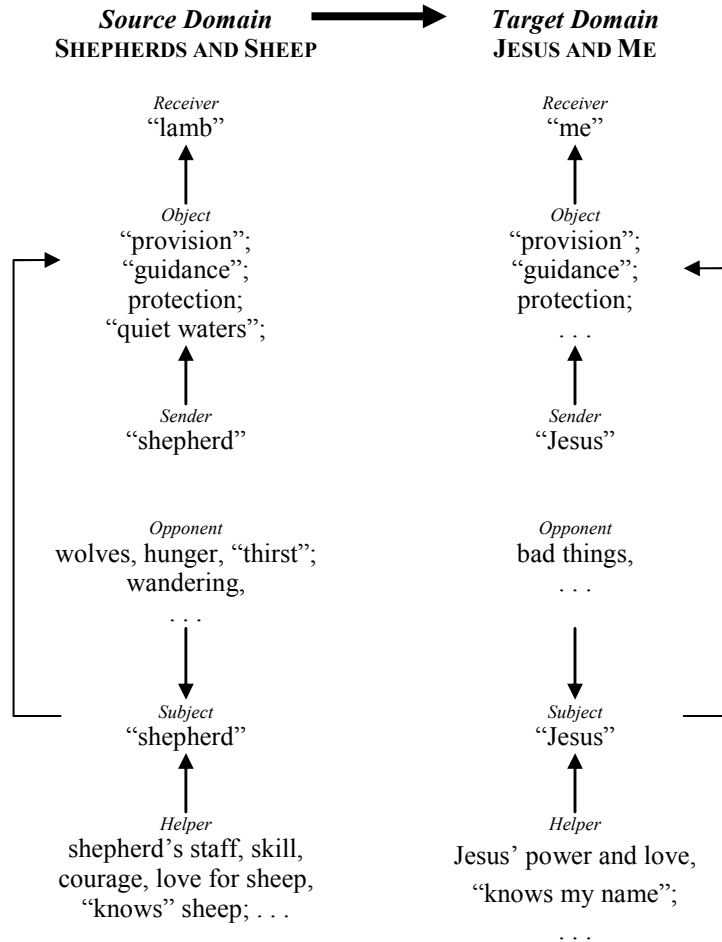 Source Domain
SHEPHERDS AND SHEEP
Receiver
“lamb”
Object
“provision”;
“guidance”;
protection;
“quiet waters”;
Sender
“shepherd”
Opponent
wolves, hunger, “thirst”;
wandering,
. . .
Subject
“shepherd”
Helper
shepherd’s staff, skill,
courage, love for sheep,
“knows” sheep; . . .
Target Domain
JESUS AND ME
Receiver
“me”
Object
“provision”;
“guidance”;
protection;
. . .
Sender
“Jesus”
Opponent
bad things,
. . .
Subject
“Jesus”
Helper
Jesus’ power and love,
“knows my name”;
. . .